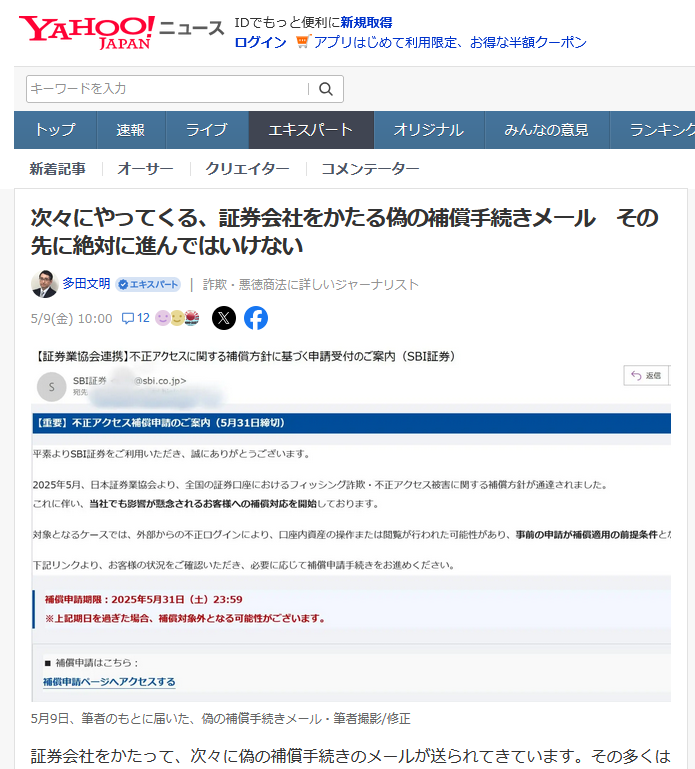 YAHOO! JAPAN ニュース
IDでもっと便利に新規取得
ログイン アプリはじめて利用限定、お得な半額クーポン
キーワードを入力
トップ 速報 ライブ エキスパート オリジナル みんなの意見 ランキング
新着記事 オーサー クリエイター コメンテーター
次々にやってくる、証券会社をかたる偽の補償手続きメール　その
先に絶対に進んではいけない
多田文明 エキスパート | 詐欺・悪徳商法に詳しいジャーナリスト
5/9(金) 10:00 12
【証券業協会連携】不正アクセスに関する補償方針に基づく申請受付のご案内（SBI証券）
S
SBI証券 @sbi.co.jp>
宛先
返信
【重要】不正アクセス補償申請のご案内（5月31日締切）
平素よりSBI証券をご利用いただき、誠にありがとうございます。
2025年5月、日本証券業協会より、全国の証券口座におけるフィッシング詐欺・不正アクセス被害に関する補償方針が通達されました。
これに伴い、当社でも影響が懸念されるお客様への補償対応を開始しております。
対象となるケースでは、外部からの不正ログインにより、口座内資産の操作または閲覧が行われた可能性があり、事前の申請が補償適用の前提条件とな
下記リンクより、お客様の状況をご確認いただき、必要に応じて補償申請手続きをお進めください。
補償申請期限：2025年5月31日（土）23:59
※上記期日を過ぎた場合、補償対象外となる可能性がございます。
■ 補償申請はこちら：
補償申請ページへアクセスする
5月9日、筆者のもとに届いた、偽の補償手続きメール・筆者撮影/修正
証券会社をかたって、次々に偽の補償手続きのメールが送られてきています。その多くは